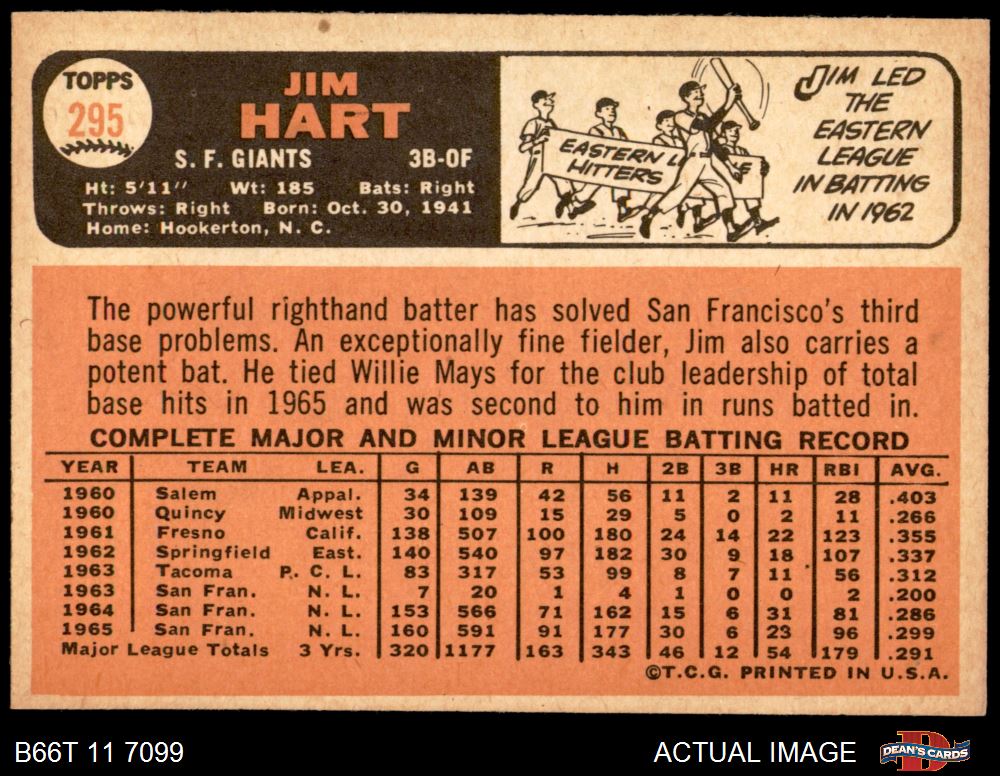 TOPPS
295
JIM
HART
S. F. GIANTS 3B-OF
Ht: 5'11" Wt: 185 Bats: Right
Throws: Right Born: Oct. 30, 1941
Home: Hookerton, N. C.
EASTERN L
HITTERS
E
JIM LED
THE
EASTERN
LEAGUE
IN BATTING
IN 1962
The powerful righthand batter has solved San Francisco's third
base problems. An exceptionally fine fielder, Jim also carries a
potent bat. He tied Willie Mays for the club leadership of total
base hits in 1965 and was second to him in runs batted in.
COMPLETE MAJOR AND MINOR LEAGUE BATTING RECORD
YEAR TEAM LEA. G AB R H 2B 3B HR RBI AVG.
1960 Salem Appal. 34 139 42 56 11 2 11 28 .403
1960 Quincy Midwest 30 109 15 29 5 0 2 11 .266
1961 Fresno Calif. 138 507 100 180 24 14 22 123 .355
1962 Springfield East. 140 540 97 182 30 9 18 107 .337
1963 Tacoma P. C. L. 83 317 53 99 8 7 11 56 .312
1963 San Fran. N. L. 7 20 1 4 1 0 0 2 .200
1964 San Fran. N. L. 153 566 71 162 15 6 31 81 .286
1965 San Fran. N. L. 160 591 91 177 30 6 23 96 .299
Major League Totals 3 Yrs. 320 1177 163 343 46 12 54 179 .291
©T.C.G. PRINTED IN U.S.A.
B66T 11 7099 ACTUAL IMAGE
D
DEAN'S CARDS